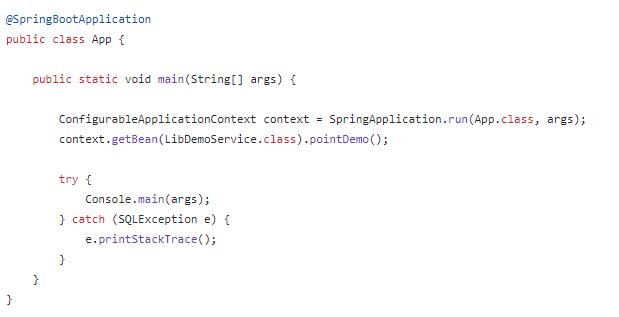 @SpringBootApplication
public class App {
public static void main(String[] args) {
ConfigurableApplicationContext context = SpringApplication.run(App.class, args);
context.getBean(LibDemoService.class).pointDemo();
try {
Console.main(args);
} catch (SQLException e) {
e.printStackTrace();
}
}
}